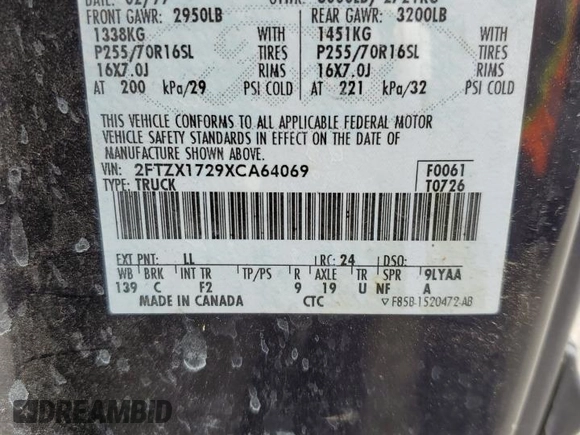 DATE: 02/99
FRONT GAWR: 2950LB REAR GAWR: 3200LB
1338KG WITH 1451KG WITH
P255/70R16SL TIRES P255/70R16SL TIRES
16X7.0J RIMS 16X7.0J RIMS
AT 200 kPa/29 PSI COLD AT 221 kPa/32 PSI COLD
THIS VEHICLE CONFORMS TO ALL APPLICABLE FEDERAL MOTOR
VEHICLE SAFETY STANDARDS IN EFFECT ON THE DATE OF
VIN: 2FTZX1729XCA64069 F0061
TYPE: TRUCK T0726
EXT PNT: LL RC: 24 DSO:
WB BRK INT TR TP/PS R AXLE TR SPR 9LYAA
139 C F2 9 19 U NF A
MADE IN CANADA CTC F85B-1520472-AB
DREAMBID